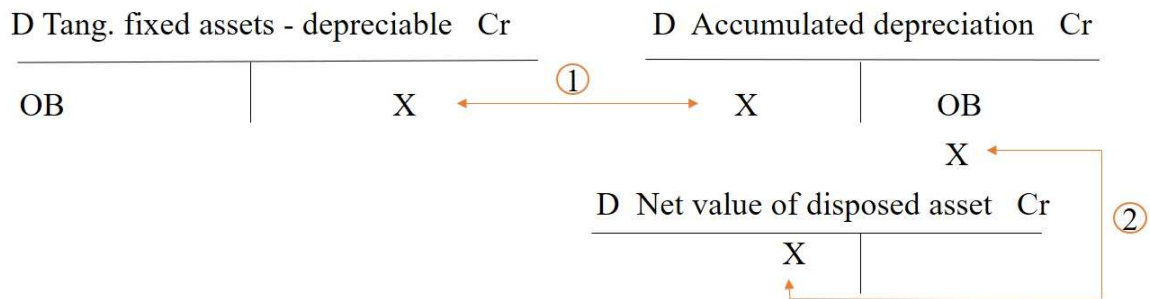 D Tang. fixed assets - depreciable Cr
D Accumulated depreciation Cr
1
OB X X OB
X
D Net value of disposed asset Cr
2
X